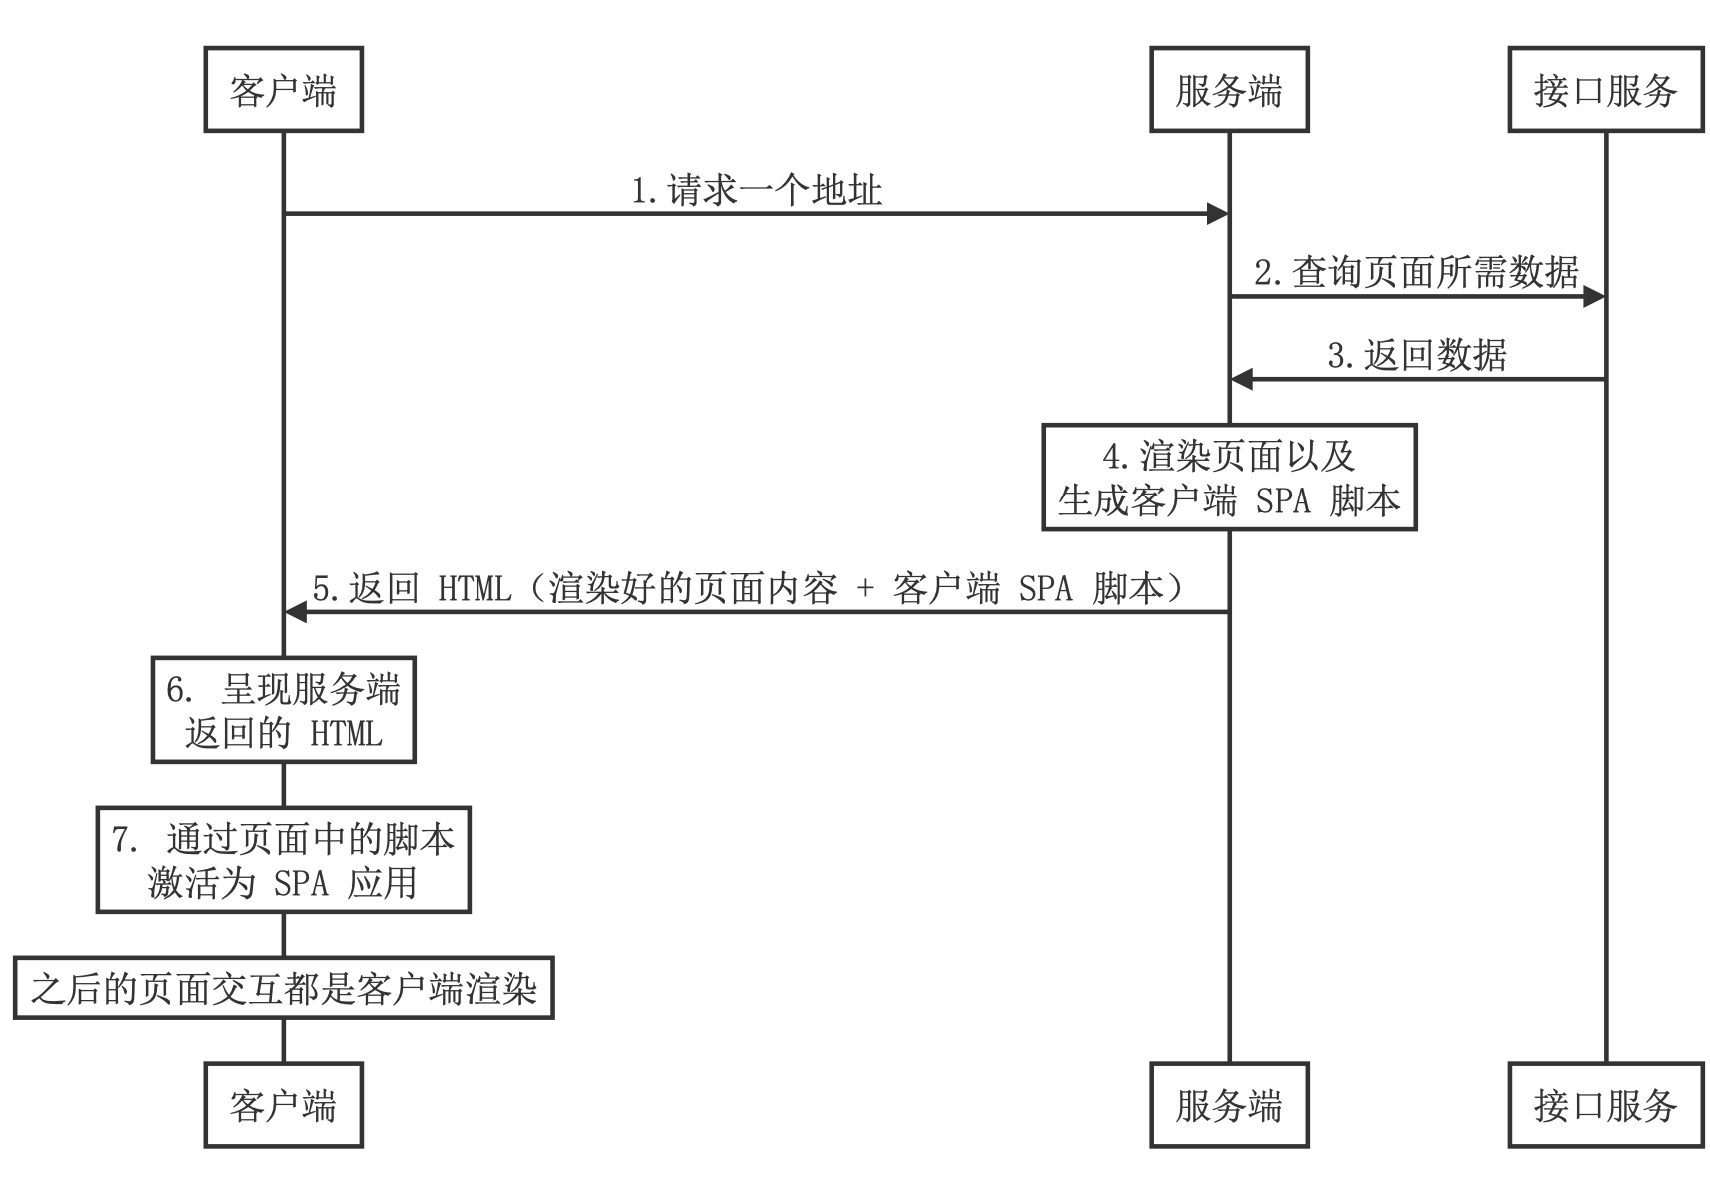 客户端
服务端
接口服务
1.请求一个地址
2.查询页面所需数据
3.返回数据
4.渲染页面以及
生成客户端 SPA 脚本
5.返回 HTML（渲染好的页面内容 + 客户端 SPA 脚本）
6. 呈现服务端
返回的 HTML
7. 通过页面中的脚本
激活为 SPA 应用
之后的页面交互都是客户端渲染
客户端
服务端
接口服务